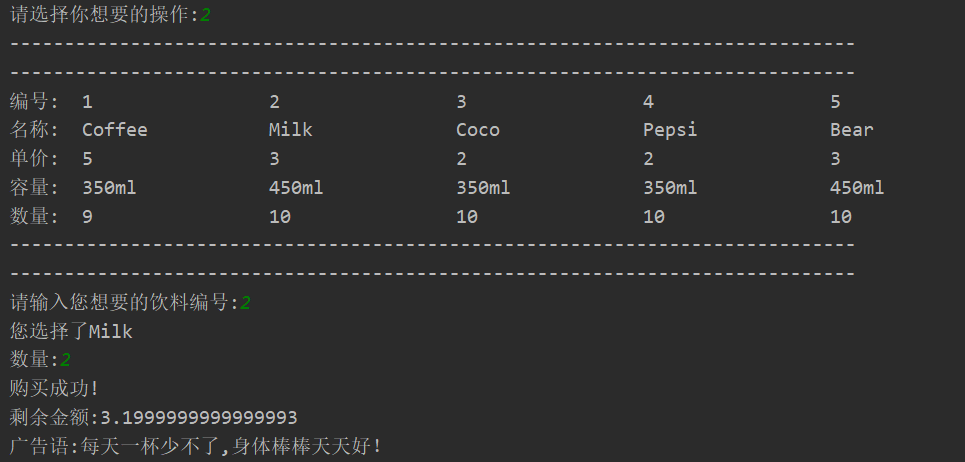 请选择你想要的操作:2
-----------------------------------------------------------------------------
-----------------------------------------------------------------------------
编号: 1 2 3 4 5
名称: Coffee Milk Coco Pepsi Bear
单价: 5 3 2 2 3
容量: 350ml 450ml 350ml 350ml 450ml
数量: 9 10 10 10 10
-----------------------------------------------------------------------------
-----------------------------------------------------------------------------
请输入您想要的饮料编号:2
您选择了Milk
数量:2
购买成功!
剩余金额:3.1999999999999993
广告语:每天一杯少不了,身体棒棒天天好!